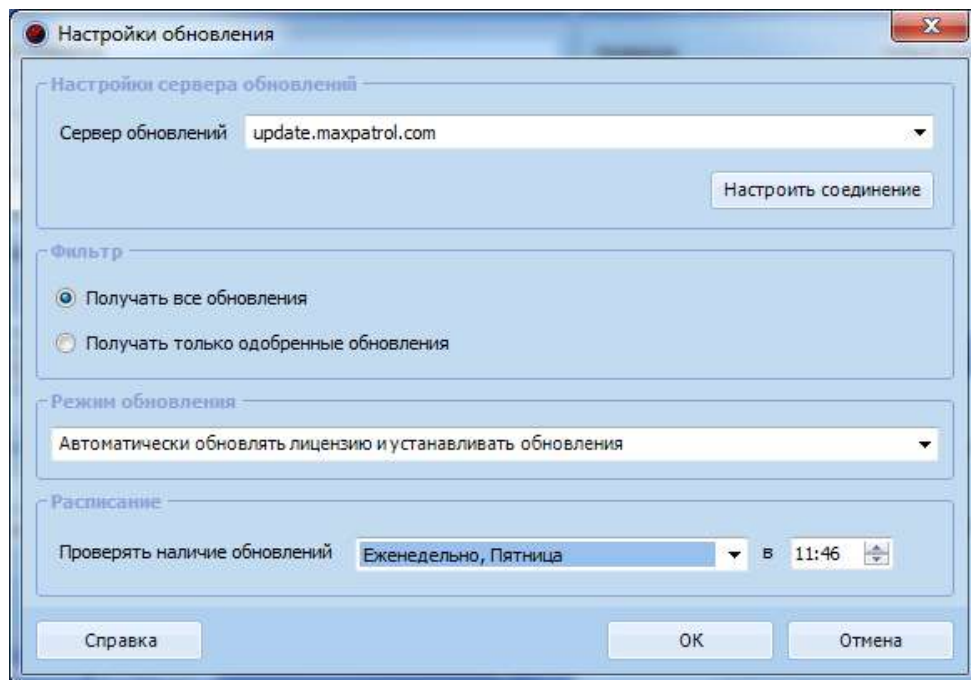 Настройки обновления
Настройки сервера обновлений
Сервер обновлений update.maxpatrol.com
Настроить соединение
Фильтр
Получать все обновления
Получать только одобренные обновления
Режим обновления
Автоматически обновлять лицензию и устанавливать обновления
Расписание
Проверять наличие обновлений Еженедельно, Пятница в 11:46
Справка ОК Отмена